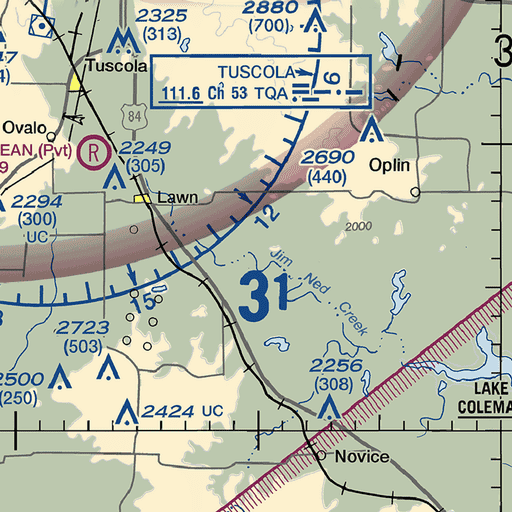 2325
(313)
2880
(700)
Tuscola
TUSCOLA
111.6 Ch 53 TQA
84
Ovalo
EAN (Pvt)
9
R
2249
(305)
2690
(440)
Oplin
Lawn
2294
(300)
UC
12
2000
15
Jim Ned Creek
31
2723
(503)
2500
(250)
2256
(308)
2424 UC
LAKE
COLEMA
Novice